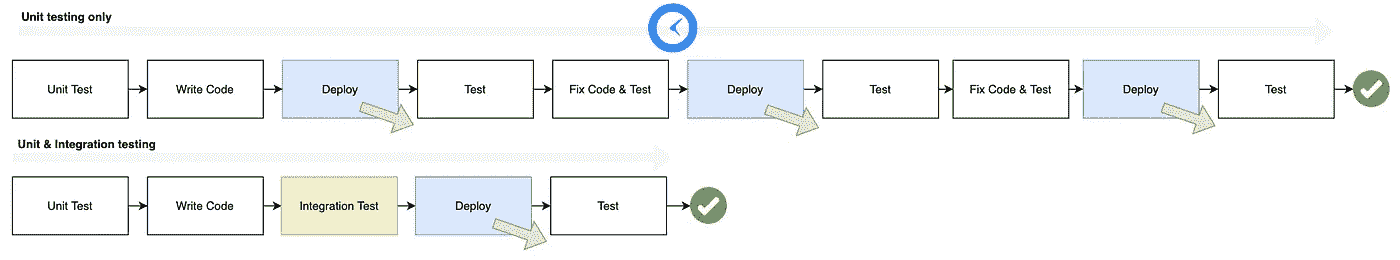 Unit testing only
Unit Test
Write Code
Deploy
Test
Fix Code & Test
Deploy
Test
Fix Code & Test
Deploy
Test
Unit & Integration testing
Unit Test
Write Code
Integration Test
Deploy
Test